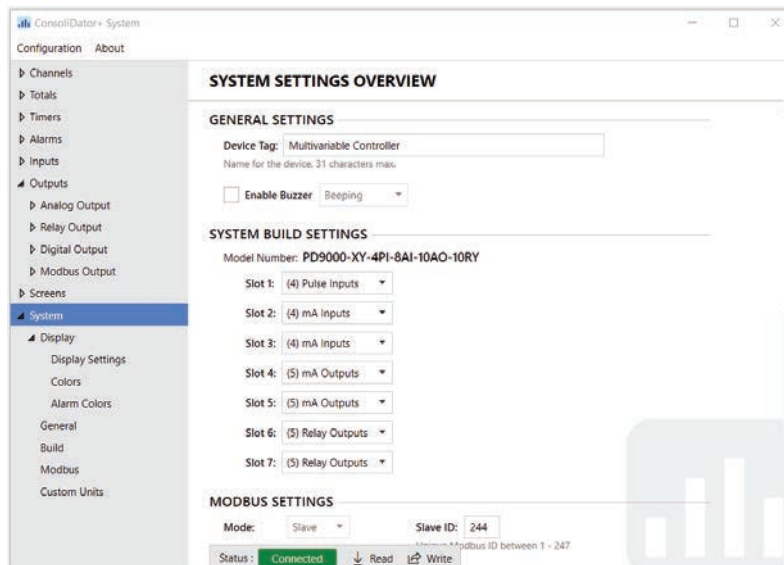 ConsoliDator+ System
Configuration About
Channels
Totals
Timers
Alarms
Inputs
Outputs
Analog Output
Relay Output
Digital Output
Modbus Output
Screens
System
Display
Display Settings
Colors
Alarm Colors
General
Build
Modbus
Custom Units
SYSTEM SETTINGS OVERVIEW
GENERAL SETTINGS
Device Tag: Multivariable Controller
Name for the device, 31 characters max.
Enable Buzzer Beeping
SYSTEM BUILD SETTINGS
Model Number: PD9000-XY-4PI-8AI-10AO-10RY
Slot 1: (4) Pulse Inputs
Slot 2: (4) mA Inputs
Slot 3: (4) mA Inputs
Slot 4: (5) mA Outputs
Slot 5: (5) mA Outputs
Slot 6: (5) Relay Outputs
Slot 7: (5) Relay Outputs
MODBUS SETTINGS
Mode: Slave Slave ID: 244
Modbus ID between 1 - 247
Status : Connected Read Write